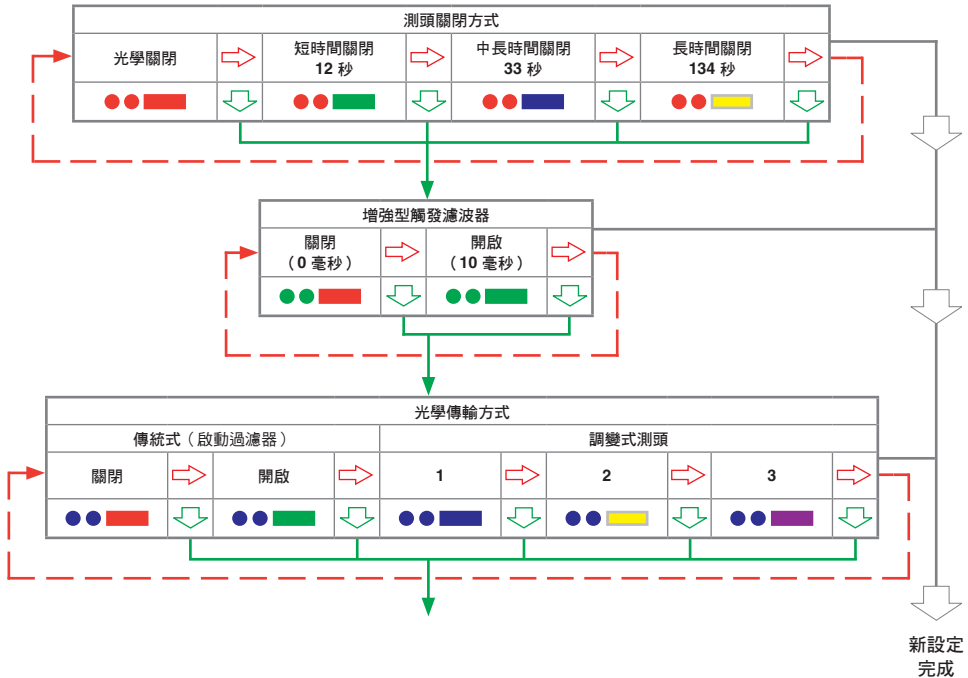 測頭關閉方式
光學關閉
短時間關閉
12 秒
中長時間關閉
33 秒
長時間關閉
134 秒
增強型觸發濾波器
關閉
（0 毫秒）
開啟
（10 毫秒）
光學傳輸方式
傳統式（啟動過濾器）
調變式測頭
關閉
開啟
1
2
3
新設定
完成